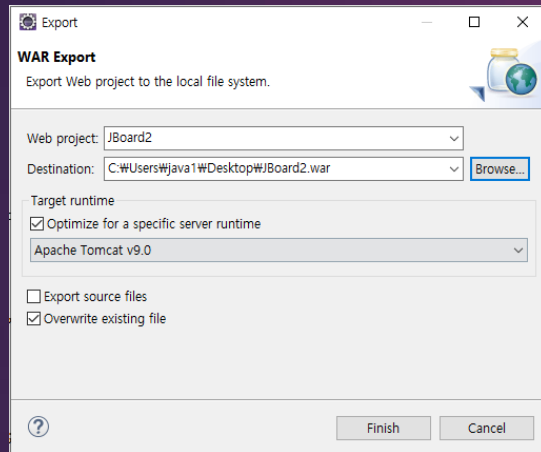 Export
WAR Export
Export Web project to the local file system.
Web project: JBoard2
Destination: C:₩Users₩java1₩Desktop₩JBoard2.war Browse...
Target runtime
Optimize for a specific server runtime
Apache Tomcat v9.0
Export source files
Overwrite existing file
? Finish Cancel